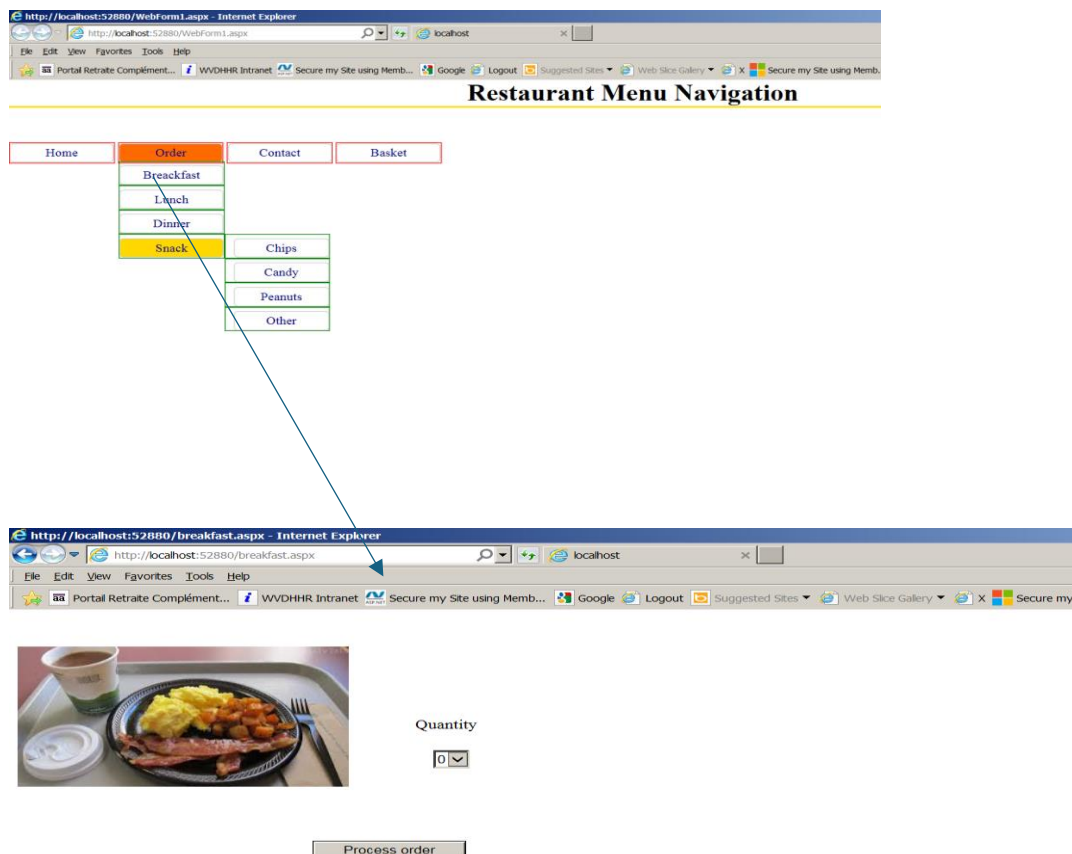 http://localhost:52880/WebForm1.aspx - Internet Explorer
http://localhost:52880/WebForm1.aspx localhost
File Edit View Favorites Tools Help
Portal Retraite Complément... WVDHHR Intranet Secure my Site using Memb... Google Logout Suggested Sites Web Slice Gallery X Secure my Site using Memb.
Restaurant Menu Navigation
Home Order Contact Basket
Breackfast
Lunch
Dinner
Snack Chips
Candy
Peanuts
Other
http://localhost:52880/breakfast.aspx - Internet Explorer
http://localhost:52880/breakfast.aspx localhost
File Edit View Favorites Tools Help
Portal Retraite Complément... WVDHHR Intranet Secure my Site using Memb... Google Logout Suggested Sites Web Slice Gallery X Secure my
Quantity
0
Process order